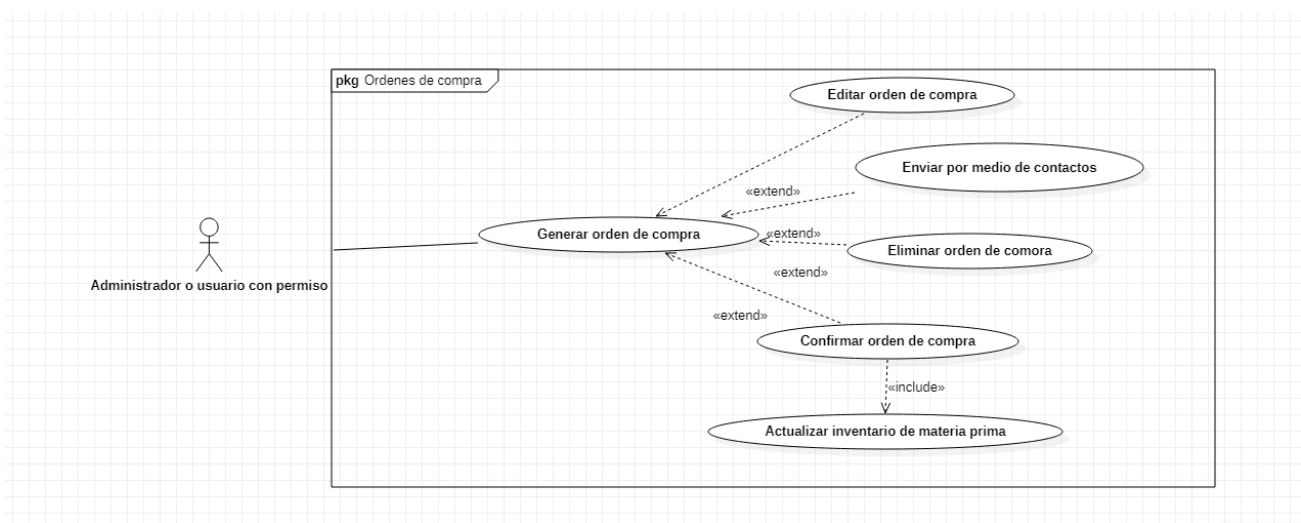 pkg Ordenes de compra
Editar orden de compra
Enviar por medio de contactos
«extend»
Generar orden de compra
«extend»
Eliminar orden de comora
«extend»
Administrador o usuario con permiso
«extend»
Confirmar orden de compra
«include»
Actualizar inventario de materia prima